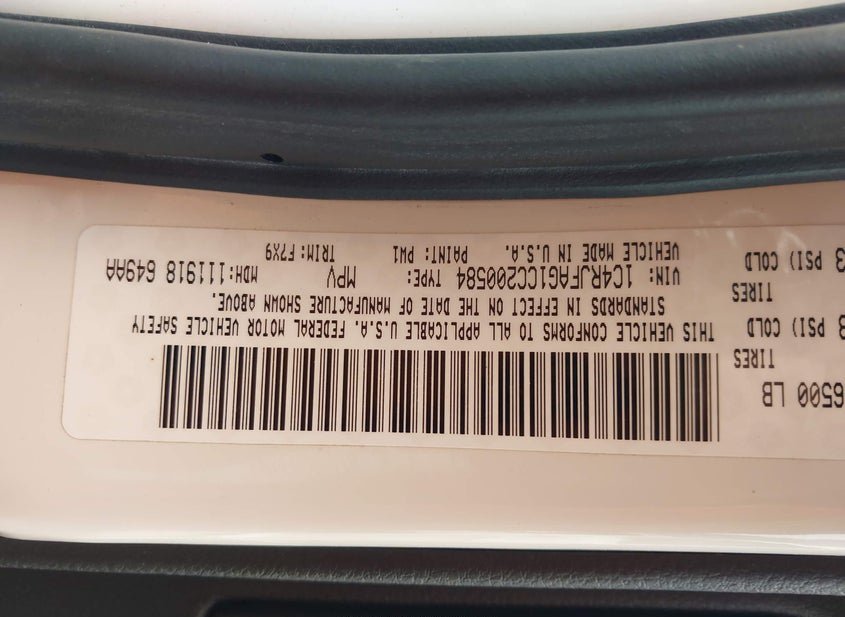 6500 LB
TIRES
3 PSI) COLD
TIRES
3 PSI) COLD
THIS VEHICLE CONFORMS TO ALL APPLICABLE U.S.A. FEDERAL MOTOR VEHICLE SAFETY
STANDARDS IN EFFECT ON THE DATE OF MANUFACTURE SHOWN ABOVE.
VIN: 1C4RJFAG1CC200584 TYPE: MPV MDH:111918 649AA
VEHICLE MADE IN U.S.A. PAINT: PW1 TRIM:F7X9